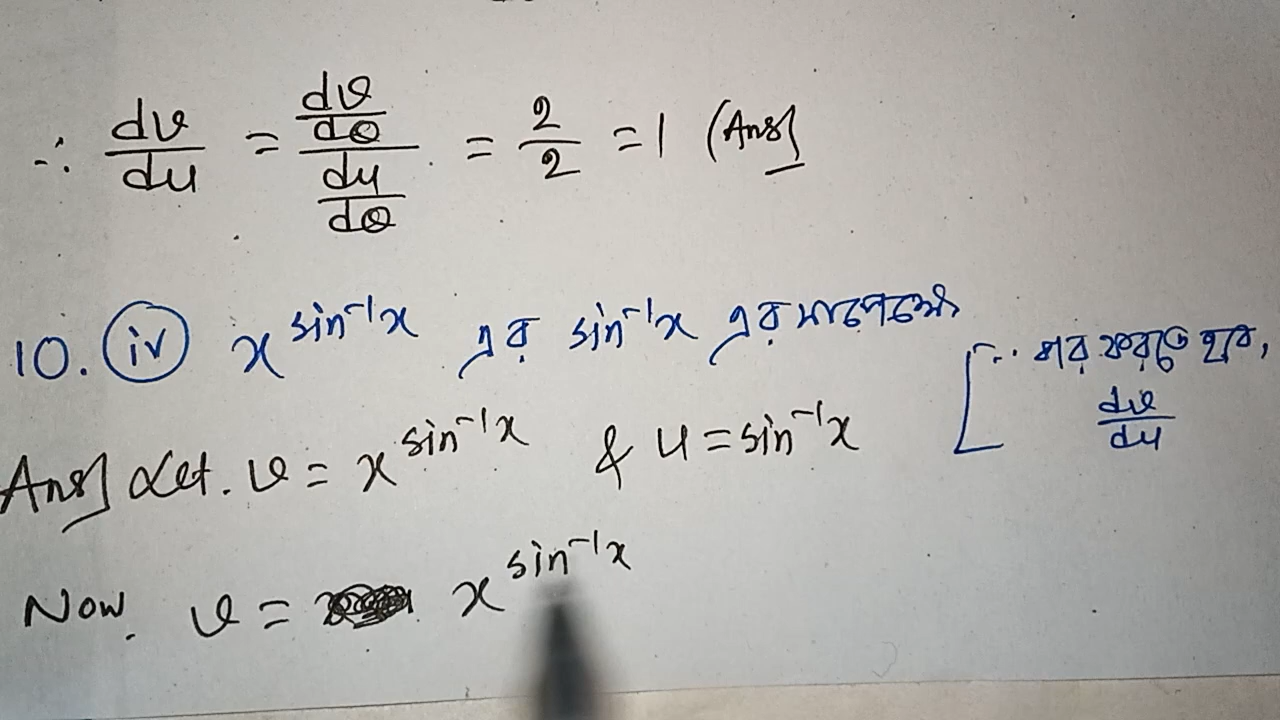 ∴ dv/du = (dv/dθ)/(du/dθ) = 2/2 = 1 (Ans]
10. (iv) x^sin⁻¹x এর sin⁻¹x এর সাপেক্ষে
[∵ বার করতে হবে, dv/du
Ans] Let. v = x^sin⁻¹x & u = sin⁻¹x
Now. v = x^sin⁻¹x